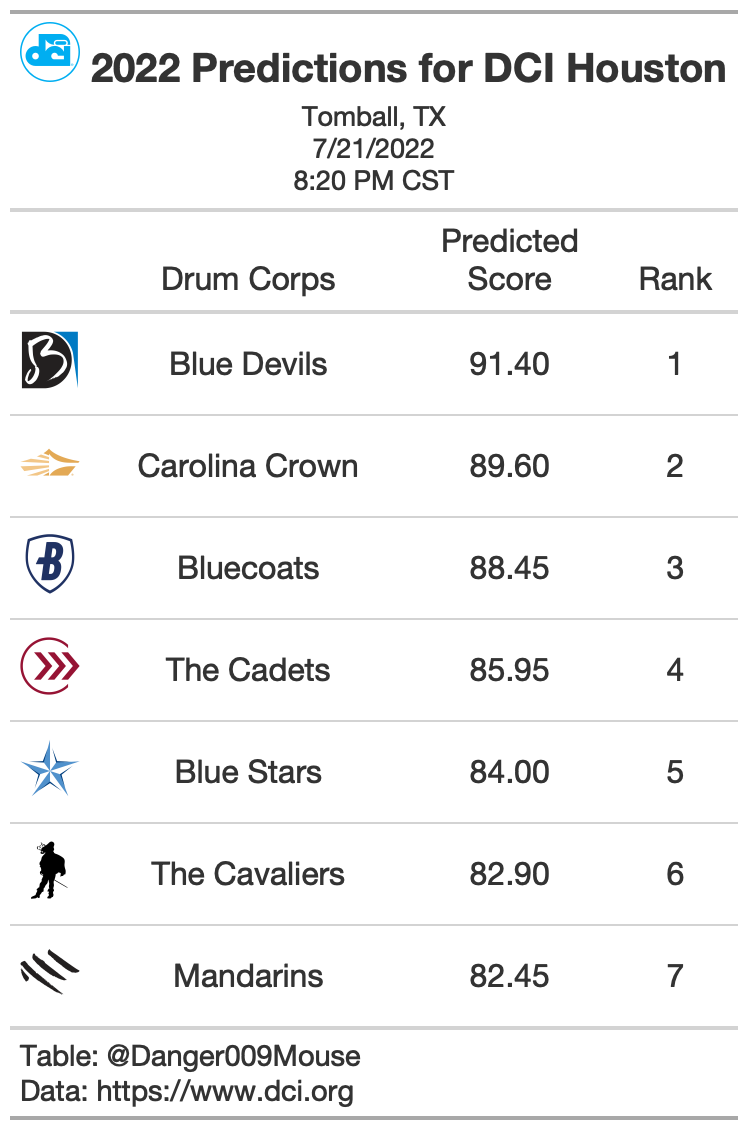 dci
2022 Predictions for DCI Houston
Tomball, TX
7/21/2022
8:20 PM CST
Predicted
Drum Corps Score Rank
B
Blue Devils 91.40 1
Carolina Crown 89.60 2
B
Bluecoats 88.45 3
The Cadets 85.95 4
Blue Stars 84.00 5
The Cavaliers 82.90 6
Mandarins 82.45 7
Table: @Danger009Mouse
Data: https://www.dci.org